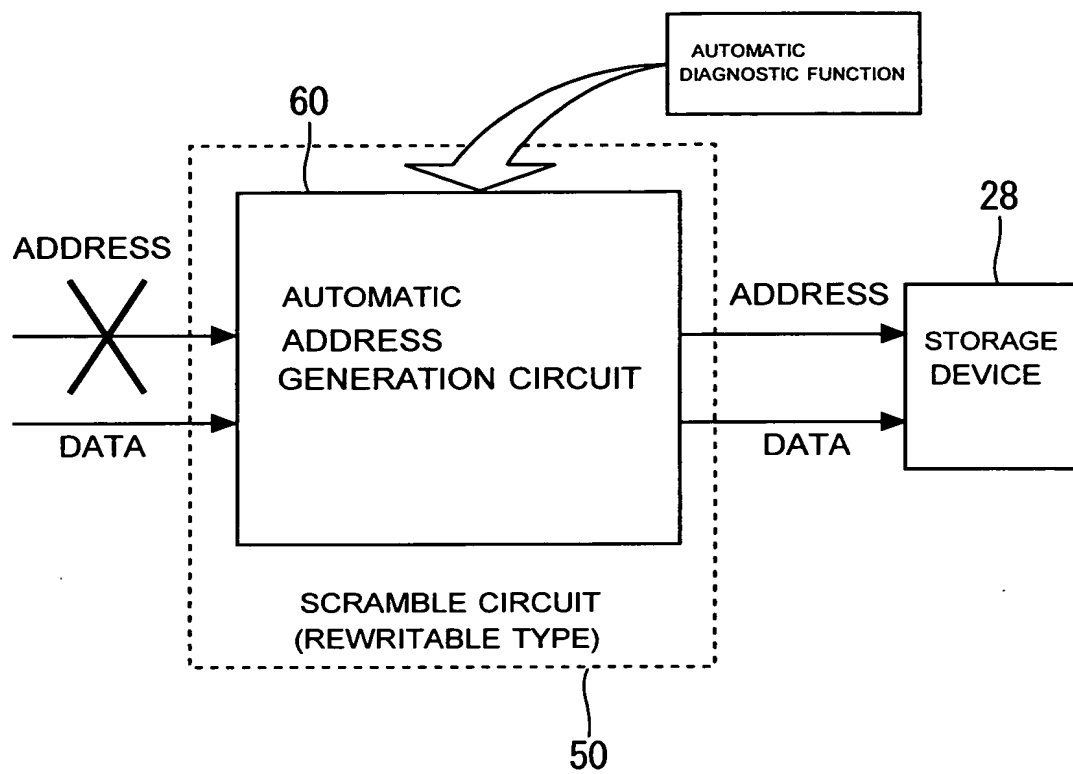 AUTOMATIC
DIAGNOSTIC FUNCTION
60
28
ADDRESS
DATA
AUTOMATIC
ADDRESS
GENERATION CIRCUIT
ADDRESS
DATA
STORAGE
DEVICE
SCRAMBLE CIRCUIT
(REWRITABLE TYPE)
50